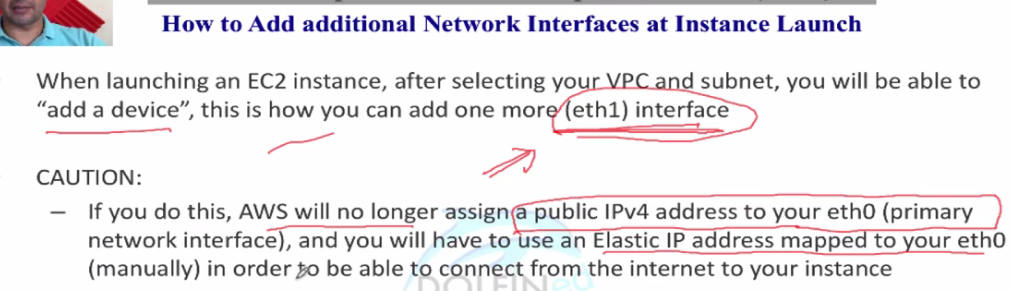 How to Add additional Network Interfaces at Instance Launch
When launching an EC2 instance, after selecting your VPC and subnet, you will be able to
“add a device”, this is how you can add one more (eth1) interface
CAUTION:
– If you do this, AWS will no longer assign a public IPv4 address to your eth0 (primary
network interface), and you will have to use an Elastic IP address mapped to your eth0
(manually) in order to be able to connect from the internet to your instance
DOLFINed